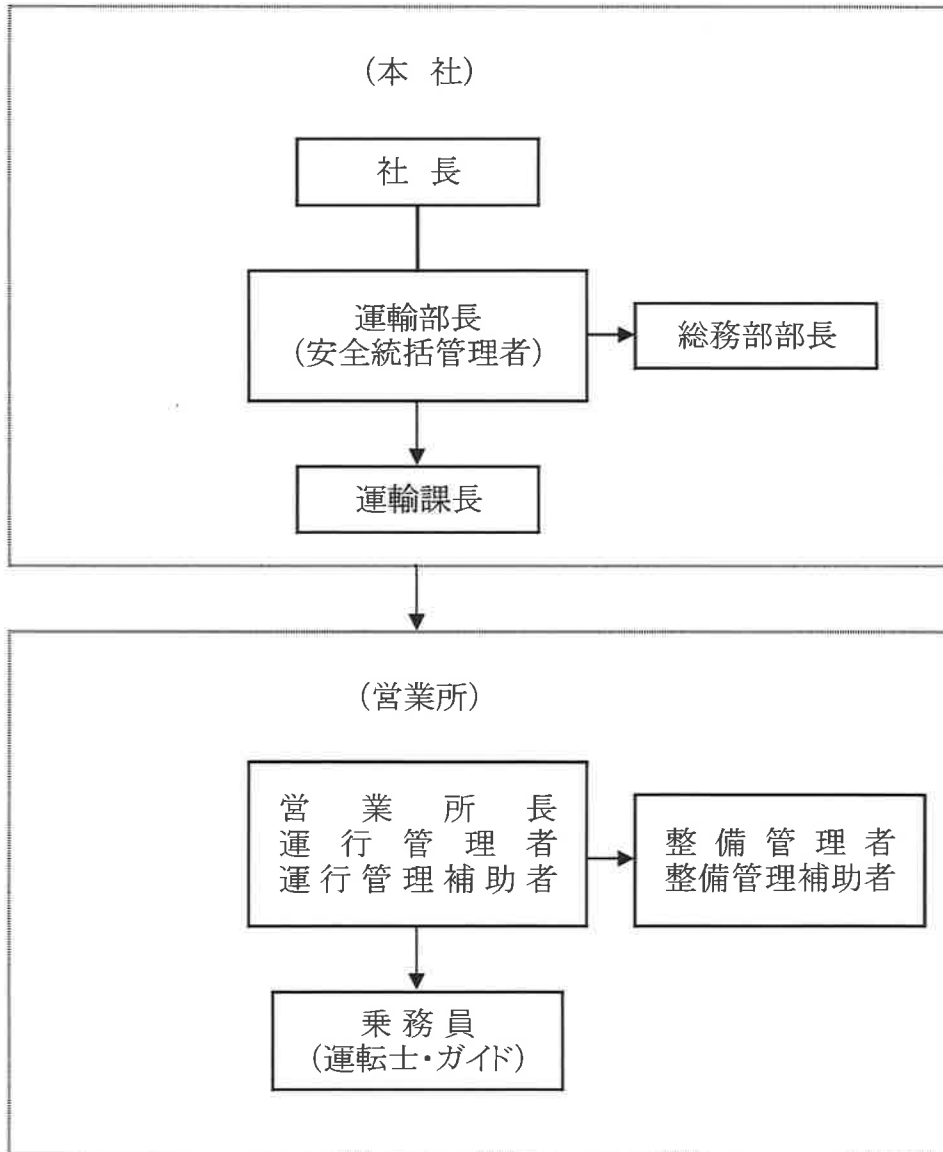 (本 社)
社 長
運輸部長
(安全統括管理者)
総務部部長
運輸課長
(営業所)
営業所長
運行管理者
運行管理補助者
整備管理者
整備管理補助者
乗務員
(運転士・ガイド)